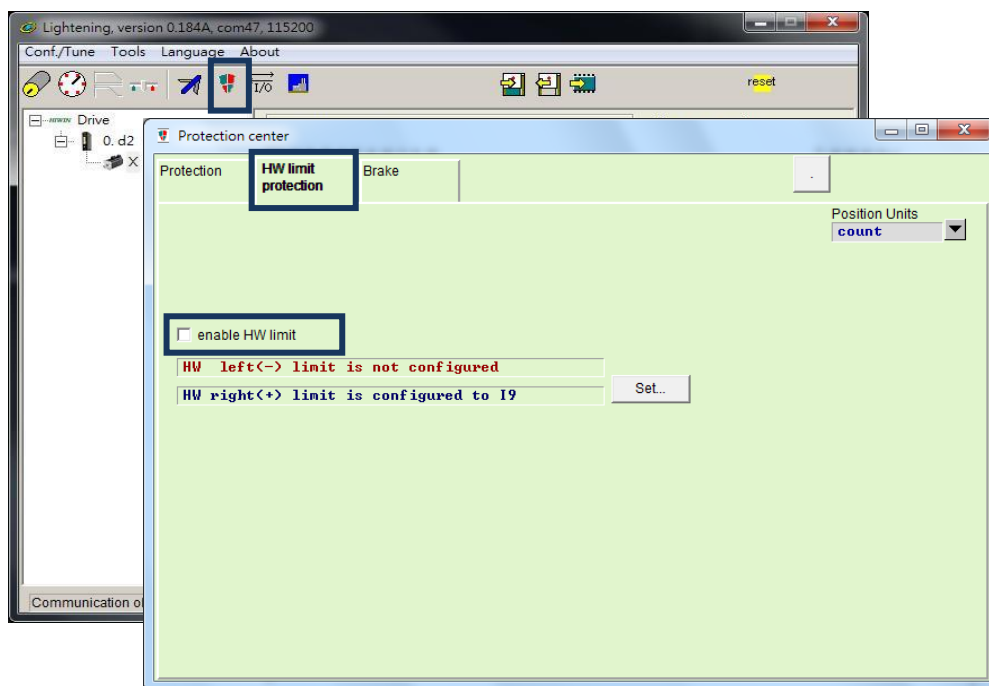 Lightening, version 0.184A, com47, 115200
Conf./Tune Tools Language About
I/O
reset
HIWIN Drive
0. d2
X
Protection center
Protection
HW limit
protection
Brake
.
Position Units
count
enable HW limit
HW left(-) limit is not configured
HW right(+) limit is configured to I9
Set...
Communication